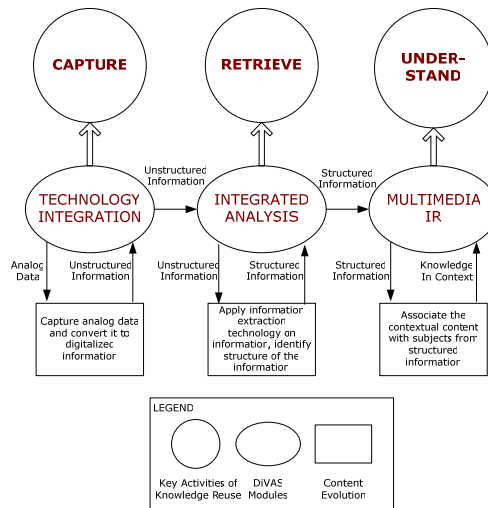 CAPTURE
RETRIEVE
UNDER-
STAND
Unstructured
Information
Structured
Information
TECHNOLOGY
INTEGRATION
INTEGRATED
ANALYSIS
MULTIMEDIA
IR
Analog
Data
Unstructured
Information
Unstructured
Information
Structured
Information
Structured
Information
Knowledge
In Context
Capture analog data
and convert it to
digitalized
information
Apply information
extraction
technology on
information, identify
structure of the
information
Associate the
contextual content
with subjects from
structured
information
LEGEND
Key Activities of
Knowledge Reuse
DiVAS
Modules
Content
Evolution